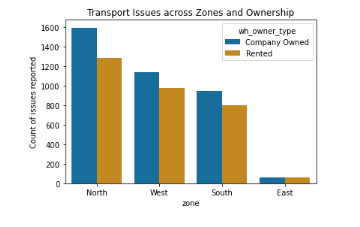 Transport Issues across Zones and Ownership
wh_owner_type
Company Owned
Rented
1600
1400
1200
1000
800
600
400
200
0
Count of issues reported
North West South East
zone